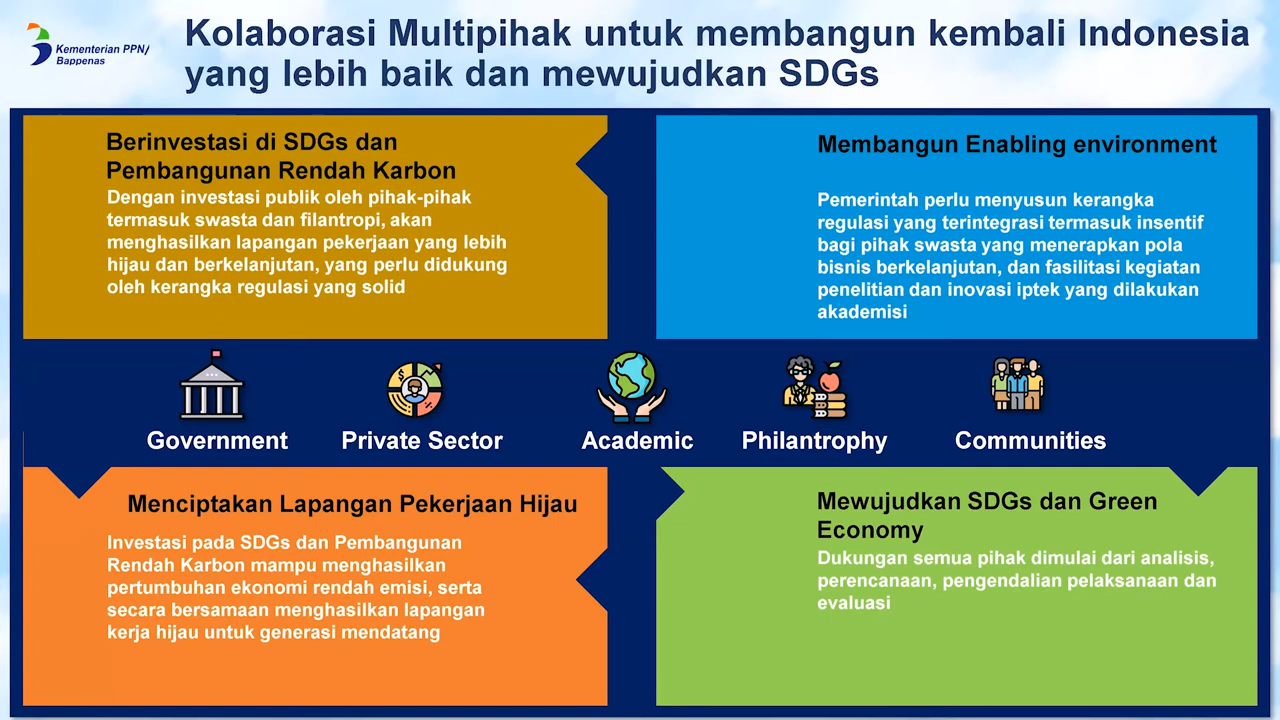 Kementerian PPN/
Bappenas
Kolaborasi Multipihak untuk membangun kembali Indonesia
yang lebih baik dan mewujudkan SDGs
Berinvestasi di SDGs dan
Pembangunan Rendah Karbon
Dengan investasi publik oleh pihak-pihak
termasuk swasta dan filantropi, akan
menghasilkan lapangan pekerjaan yang lebih
hijau dan berkelanjutan, yang perlu didukung
oleh kerangka regulasi yang solid
Membangun Enabling environment
Pemerintah perlu menyusun kerangka
regulasi yang terintegrasi termasuk insentif
bagi pihak swasta yang menerapkan pola
bisnis berkelanjutan, dan fasilitasi kegiatan
penelitian dan inovasi iptek yang dilakukan
akademisi
Government
Private Sector
Academic
Philantrophy
Communities
Menciptakan Lapangan Pekerjaan Hijau
Investasi pada SDGs dan Pembangunan
Rendah Karbon mampu menghasilkan
pertumbuhan ekonomi rendah emisi, serta
secara bersamaan menghasilkan lapangan
kerja hijau untuk generasi mendatang
Mewujudkan SDGs dan Green
Economy
Dukungan semua pihak dimulai dari analisis,
perencanaan, pengendalian pelaksanaan dan
evaluasi